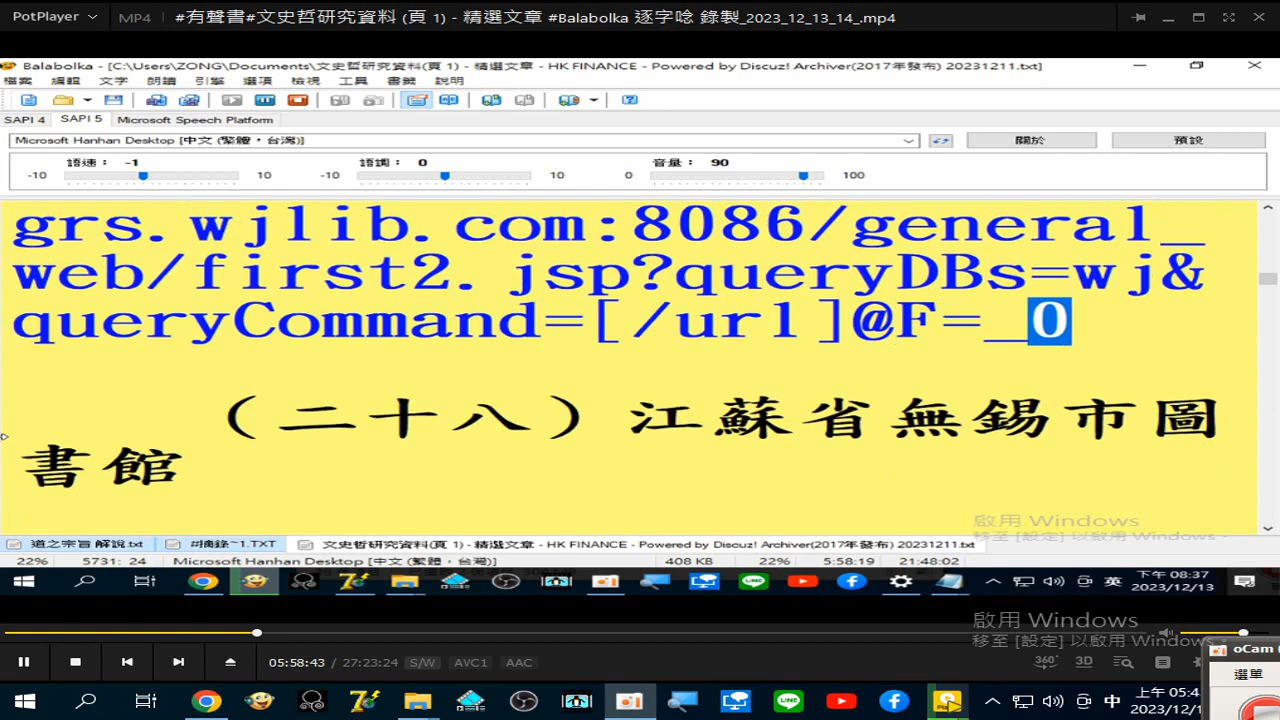 PotPlayer
MP4
#有聲書#文史哲研究資料 (頁 1) - 精選文章 #Balabolka 逐字唸 錄製_2023_12_13_14_.mp4
Balabolka - [C:\Users\ZONG\Documents\文史哲研究資料(頁 1) - 精選文章 - HK FINANCE - Powered by Discuz! Archiver(2017年發布) 20231211.txt]
檔案 編輯 文字 朗讀 引擎 選項 檢視 工具 書籤 說明
SAPI 4 SAPI 5 Microsoft Speech Platform
Microsoft Hanhan Desktop [中文 (繁體，台灣)]
關於 預設
語速： -1 語調： 0 音量： 90
-10 10 -10 10 0 100
grs.wjlib.com:8086/general_
web/first2. jsp?queryDBs=wj&
queryCommand=[/url]@F=_0
（二十八）江蘇省無錫市圖
書館
啟用 Windows
移至 [設定] 以啟用 Windows。
道之宗旨 解說.txt #摘錄~1.TXT 文史哲研究資料(頁 1) - 精選文章 - HK FINANCE - Powered by Discuz! Archiver(2017年發布) 20231211.txt
22% 5731: 24 Microsoft Hanhan Desktop [中文 (繁體，台灣)] 408 KB 22% 5:58:19 21:48:02
英
下午 08:37
2023/12/13
啟用 Windows
移至 [設定] 以啟用 Windows。
05:58:43 / 27:23:24 S/W AVC1 AAC
360° 3D
oCam (
選單
中
上午 05:4
2023/12/1